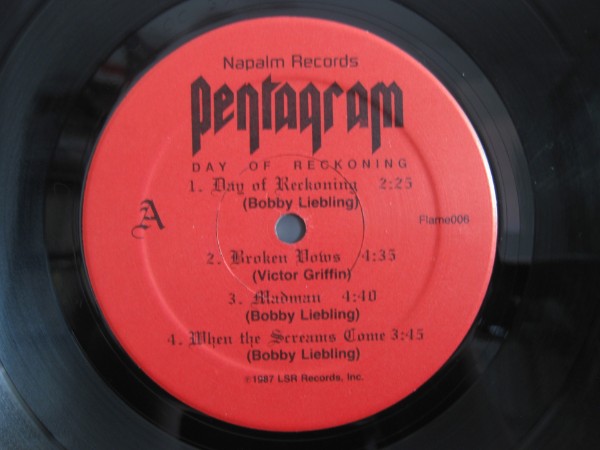 Napalm Records
Pentagram
DAY OF RECKONING
1. Day of Reckoning 2:25
(Bobby Liebling)
A
Flame006
2. Broken Vows 4:35
(Victor Griffin)
3. Madman 4:40
(Bobby Liebling)
4. When the Screams Come 3:45
(Bobby Liebling)
©1987 LSR Records, Inc.